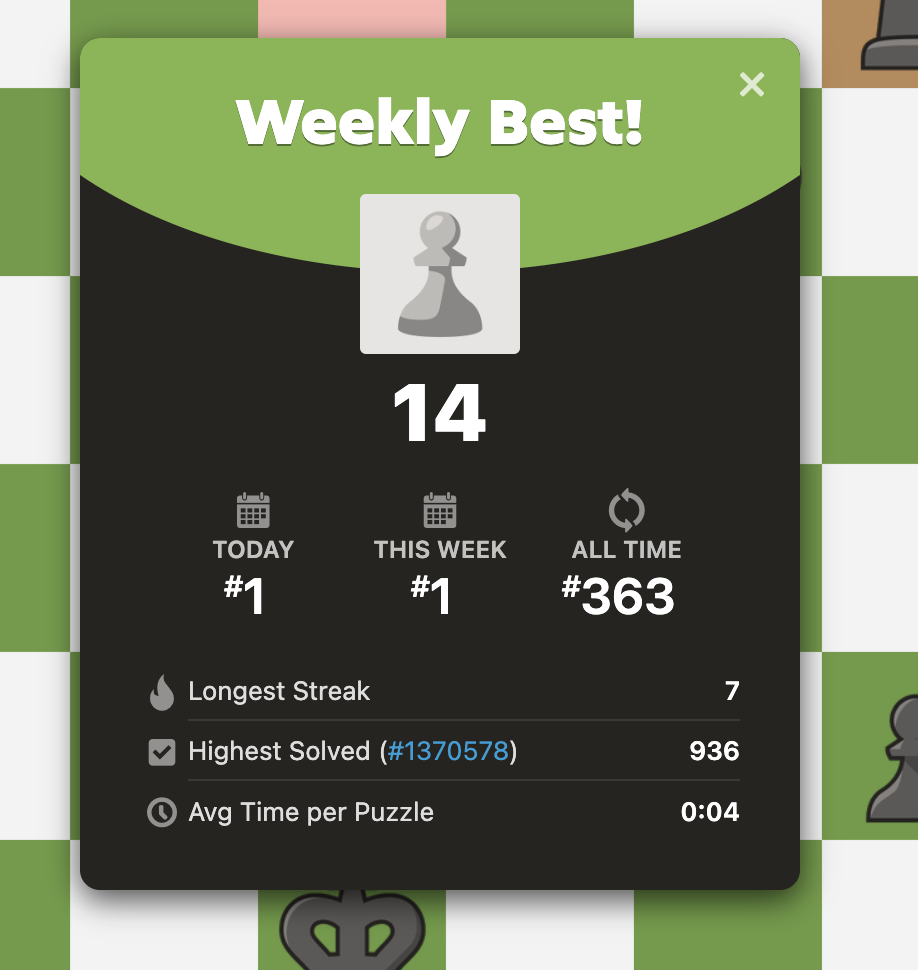 Weekly Best!
14
TODAY THIS WEEK ALL TIME
#1 #1 #363
Longest Streak 7
Highest Solved (#1370578) 936
Avg Time per Puzzle 0:04